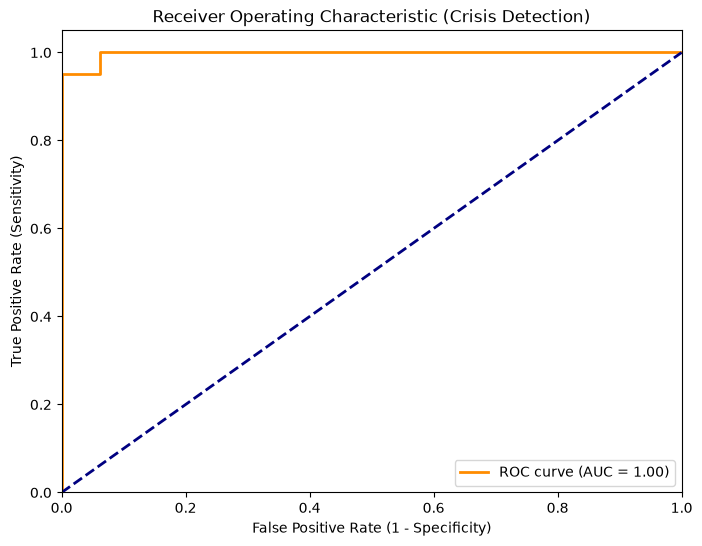 Receiver Operating Characteristic (Crisis Detection)
True Positive Rate (Sensitivity)
1.0
0.8
0.6
0.4
0.2
0.0
ROC curve (AUC = 1.00)
0.0 0.2 0.4 0.6 0.8 1.0
False Positive Rate (1 - Specificity)